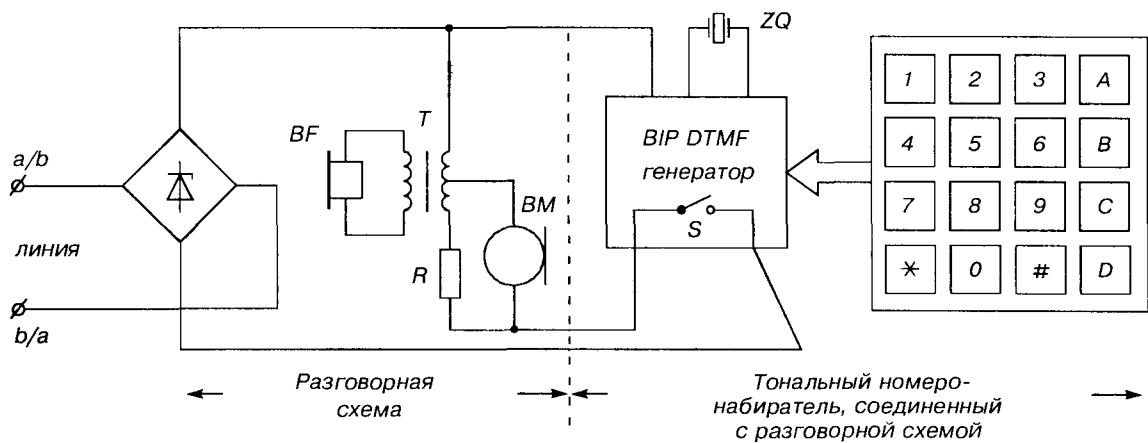 ZQ
BF
T
BIP DTMF
генератор
S
a/b
линия
b/a
BM
R
1 2 3 A
4 5 6 B
7 8 9 C
* 0 # D
Разговорная
схема
Тональный номеро-
набиратель, соединенный
с разговорной схемой